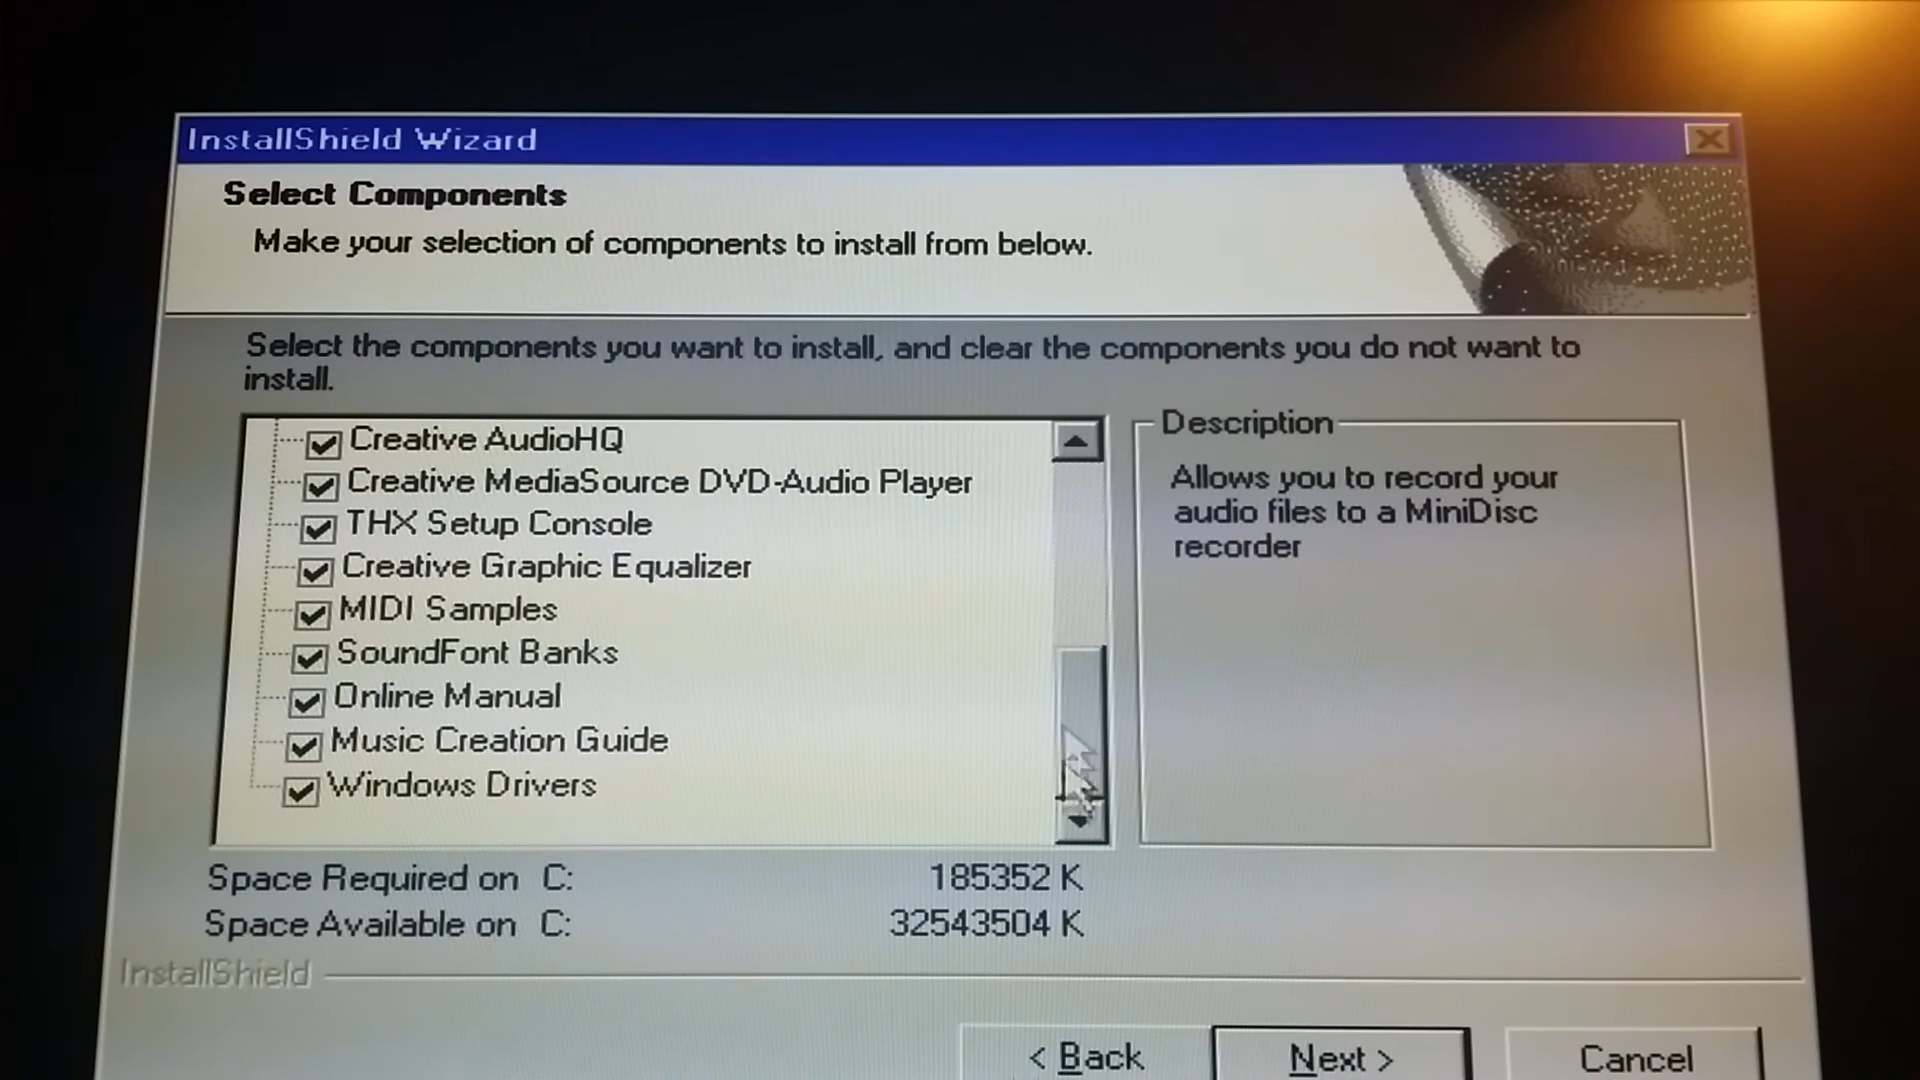 InstallShield Wizard
Select Components
Make your selection of components to install from below.
Select the components you want to install, and clear the components you do not want to
install.
Creative AudioHQ
Creative MediaSource DVD-Audio Player
THX Setup Console
Creative Graphic Equalizer
MIDI Samples
SoundFont Banks
Online Manual
Music Creation Guide
Windows Drivers
Description
Allows you to record your
audio files to a MiniDisc
recorder
Space Required on C: 185352 K
Space Available on C: 32543504 K
InstallShield
< Back Next > Cancel